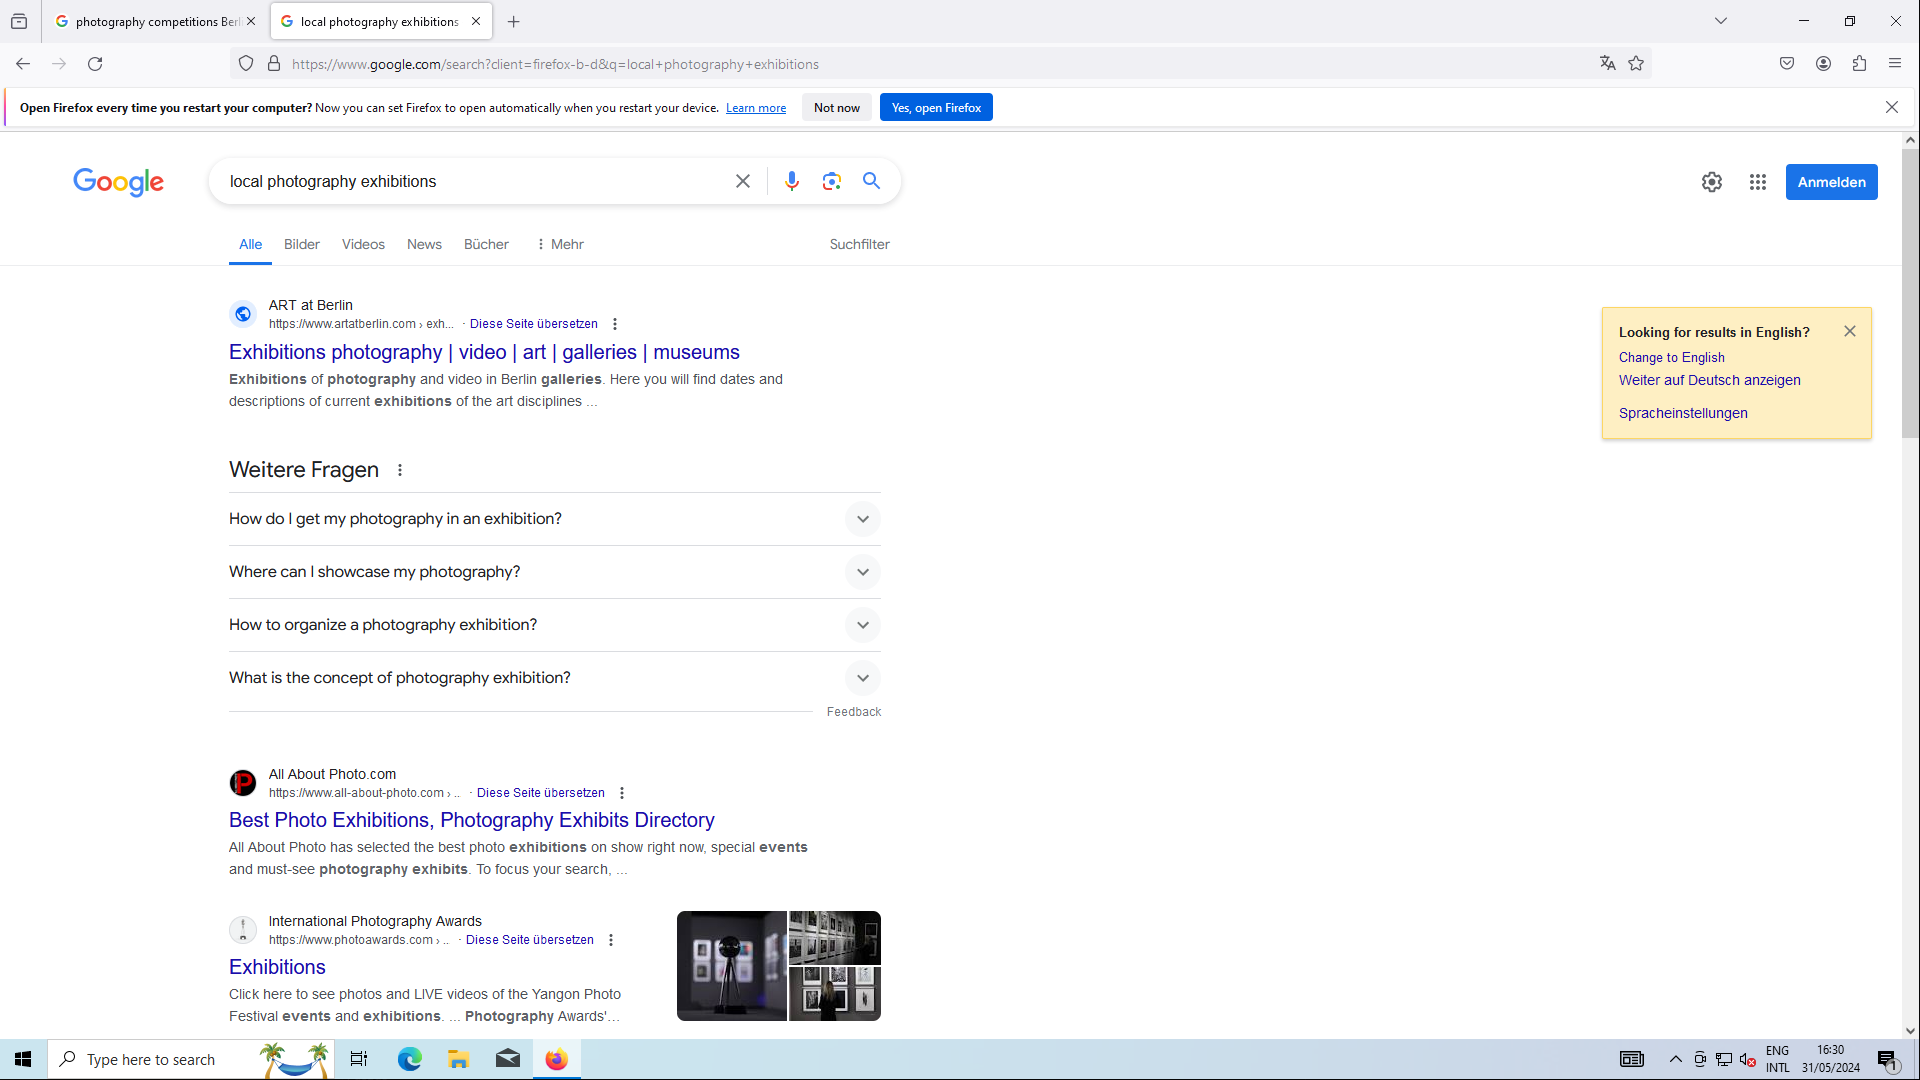 photography competitions Berl
local photography exhibitions
https://www.google.com/search?client=firefox-b-d&q=local+photography+exhibitions
Open Firefox every time you restart your computer? Now you can set Firefox to open automatically when you restart your device. Learn more
Not now
Yes, open Firefox
Google
local photography exhibitions
Anmelden
Alle
Bilder
Videos
News
Bücher
Mehr
Suchfilter
ART at Berlin
https://www.artatberlin.com › exh... · Diese Seite übersetzen
Exhibitions photography | video | art | galleries | museums
Exhibitions of photography and video in Berlin galleries. Here you will find dates and
descriptions of current exhibitions of the art disciplines ...
Looking for results in English?
Change to English
Weiter auf Deutsch anzeigen
Spracheinstellungen
Weitere Fragen
How do I get my photography in an exhibition?
Where can I showcase my photography?
How to organize a photography exhibition?
What is the concept of photography exhibition?
Feedback
P
All About Photo.com
https://www.all-about-photo.com › .. · Diese Seite übersetzen
Best Photo Exhibitions, Photography Exhibits Directory
All About Photo has selected the best photo exhibitions on show right now, special events
and must-see photography exhibits. To focus your search, ...
International Photography Awards
https://www.photoawards.com › .. · Diese Seite übersetzen
Exhibitions
Click here to see photos and LIVE videos of the Yangon Photo
Festival events and exhibitions. ... Photography Awards'...
Type here to search
ENG
INTL
16:30
31/05/2024
1